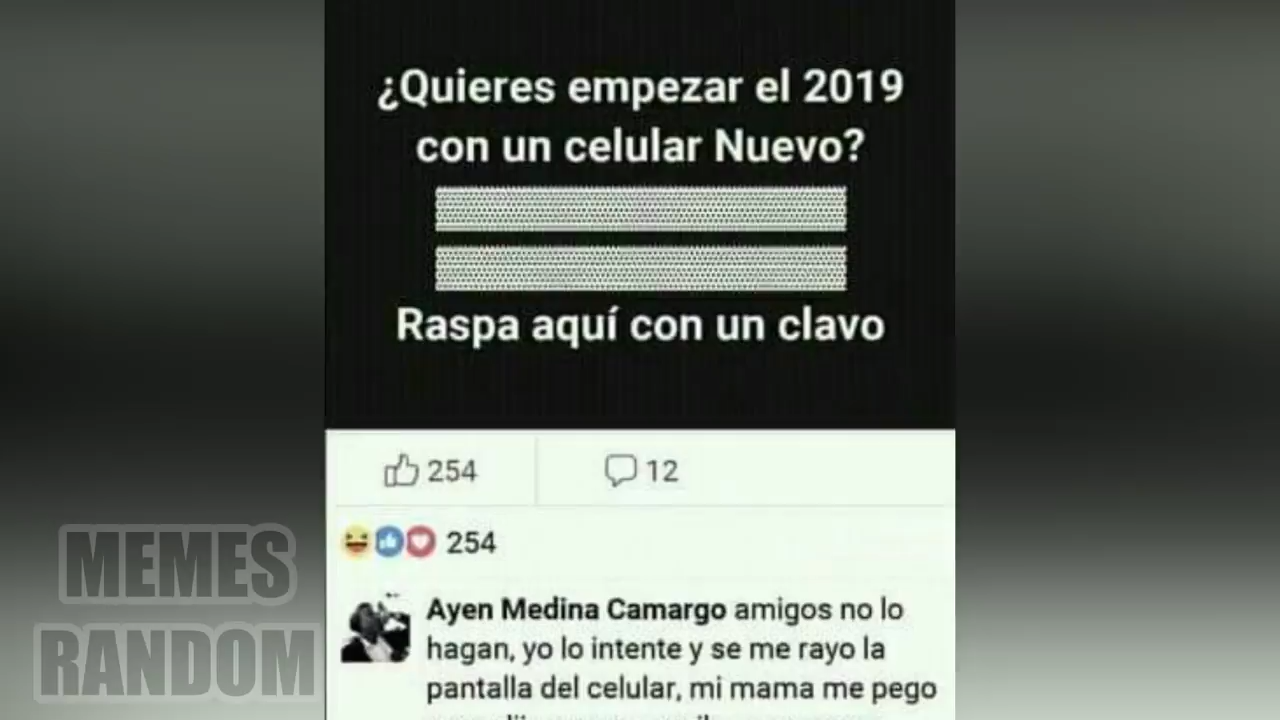 ¿Quieres empezar el 2019
con un celular Nuevo?
Raspa aquí con un clavo
254
12
254
Ayen Medina Camargo amigos no lo
hagan, yo lo intente y se me rayo la
pantalla del celular, mi mama me pego
MEMES
RANDOM